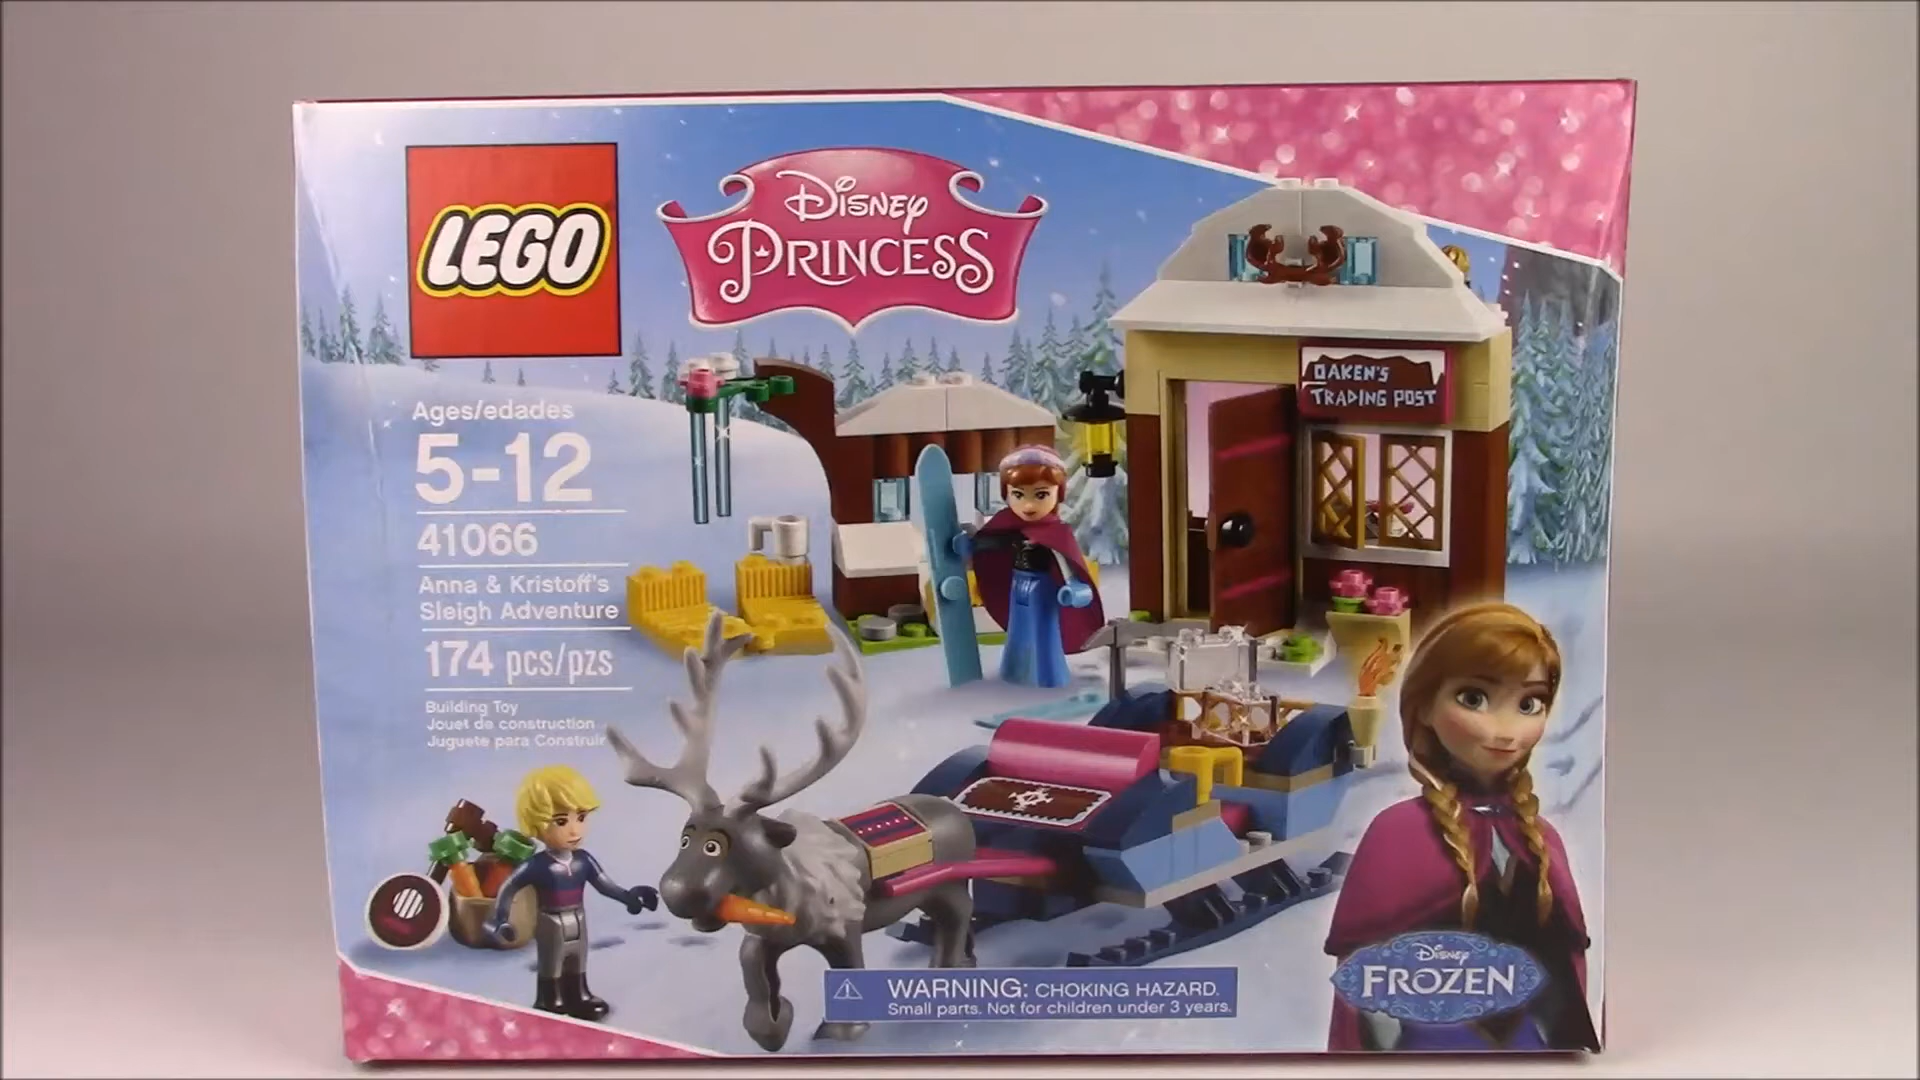 LEGO
DISNEY
PRINCESS
OAKEN'S
TRADING POST
Ages/edades
5-12
41066
Anna & Kristoff's
Sleigh Adventure
174 pcs/pzs
Building Toy
Jouet de construction
Juguete para Construir
WARNING: CHOKING HAZARD.
Small parts. Not for children under 3 years.
DISNEY
FROZEN